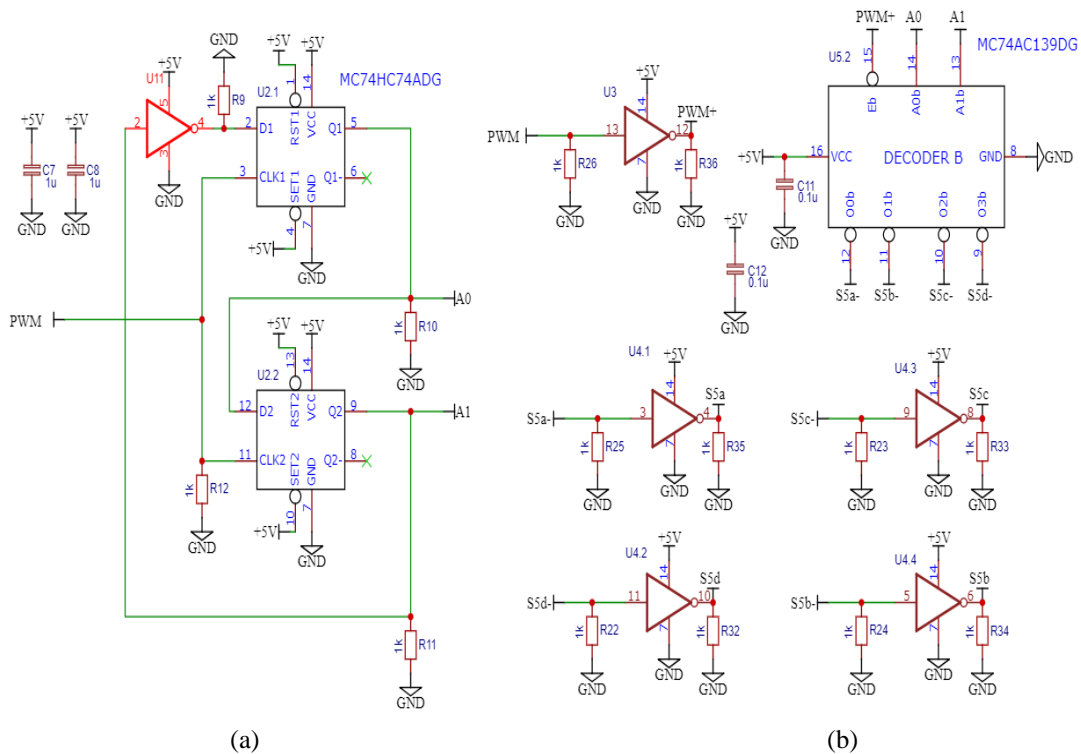 +5V
GND
U11
+5V
5
2
4
3
GND
1k
R9
+5V
+5V
1
14
U2.1
MC74HC74ADG
RST1
VCC
2
D1
Q1
5
3
CLK1
Q1-
6
SET1
GND
4
7
+5V
GND
+5V
+5V
C7
1u
C8
1u
GND
GND
PWM
A0
1k
R10
GND
+5V
+5V
13
14
U2.2
RST2
VCC
12
D2
Q2
9
A1
11
CLK2
Q2-
8
SET2
GND
10
7
+5V
GND
1k
R12
GND
1k
R11
GND
(a)
PWM
1k
R26
GND
U3
+5V
14
13
12
7
GND
PWM+
1k
R36
GND
PWM+
A0
A1
MC74AC139DG
U5.2
15
14
13
Eb
A0b
A1b
+5V
16
VCC
DECODER B
GND
8
GND
C11
0.1u
GND
O0b
O1b
O2b
O3b
12
11
10
9
S5a-
S5b-
S5c-
S5d-
+5V
C12
0.1u
GND
U4.1
+5V
14
S5a-
3
4
S5a
7
1k
R25
1k
R35
GND
GND
GND
U4.3
+5V
14
S5c-
9
8
S5c
7
1k
R23
1k
R33
GND
GND
GND
U4.2
+5V
14
S5d-
11
10
S5d
7
1k
R22
1k
R32
GND
GND
GND
U4.4
+5V
14
S5b-
5
6
S5b
7
1k
R24
1k
R34
GND
GND
GND
(b)